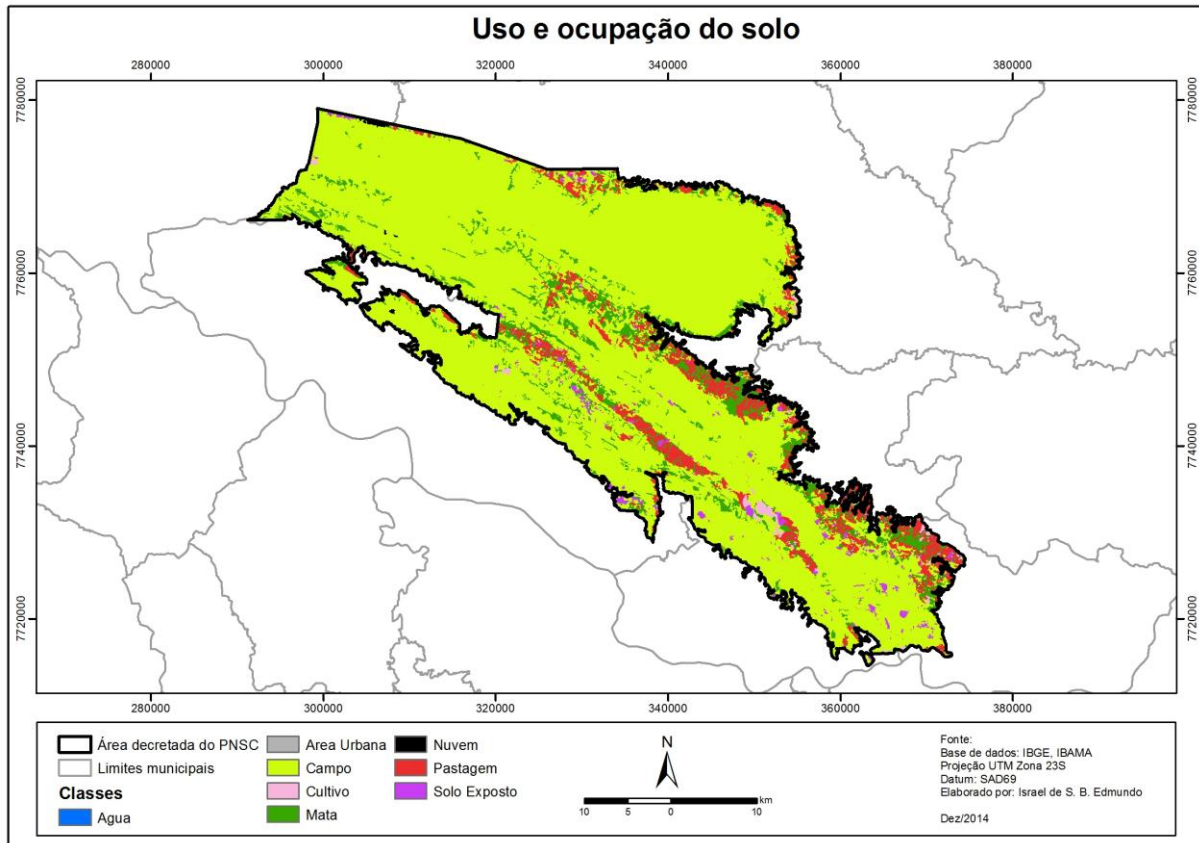 Uso e ocupação do solo
280000 300000 320000 340000 360000 380000
7780000 7780000
7760000 7760000
7740000 7740000
7720000 7720000
280000 300000 320000 340000 360000 380000
Área decretada do PNSC
Limites municipais
Classes
Agua
Area Urbana
Campo
Cultivo
Mata
Nuvem
Pastagem
Solo Exposto
N
km
10 5 0 10
Fonte:
Base de dados: IBGE, IBAMA
Projeção UTM Zona 23S
Datum: SAD69
Elaborado por: Israel de S. B. Edmundo
Dez/2014